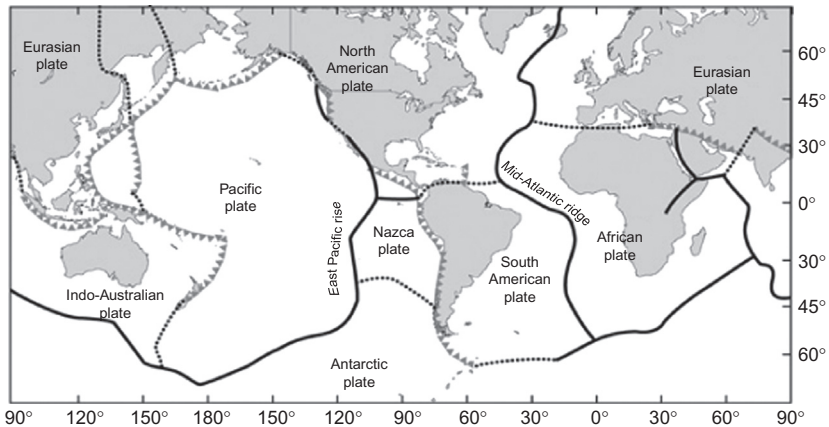 Eurasian
plate
North
American
plate
Eurasian
plate
60°
45°
30°
0°
30°
45°
60°
Mid-Atlantic ridge
Pacific
plate
East Pacific rise
Nazca
plate
African
plate
South
American
plate
Indo-Australian
plate
Antarctic
plate
90° 120° 150° 180° 150° 120° 90° 60° 30° 0° 30° 60° 90°